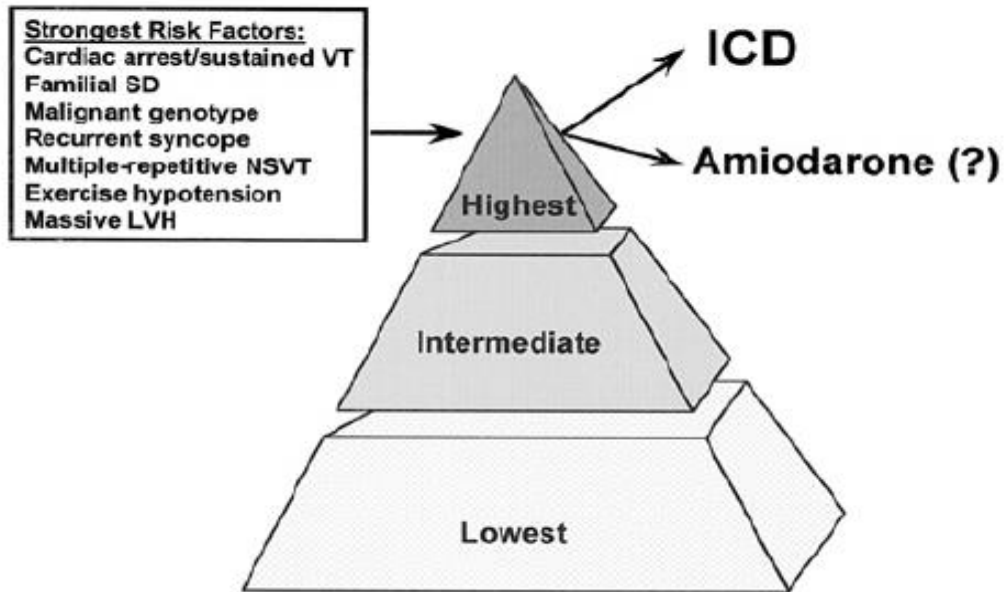 Strongest Risk Factors:
Cardiac arrest/sustained VT
Familial SD
Malignant genotype
Recurrent syncope
Multiple-repetitive NSVT
Exercise hypotension
Massive LVH
ICD
Amiodarone (?)
Highest
Intermediate
Lowest